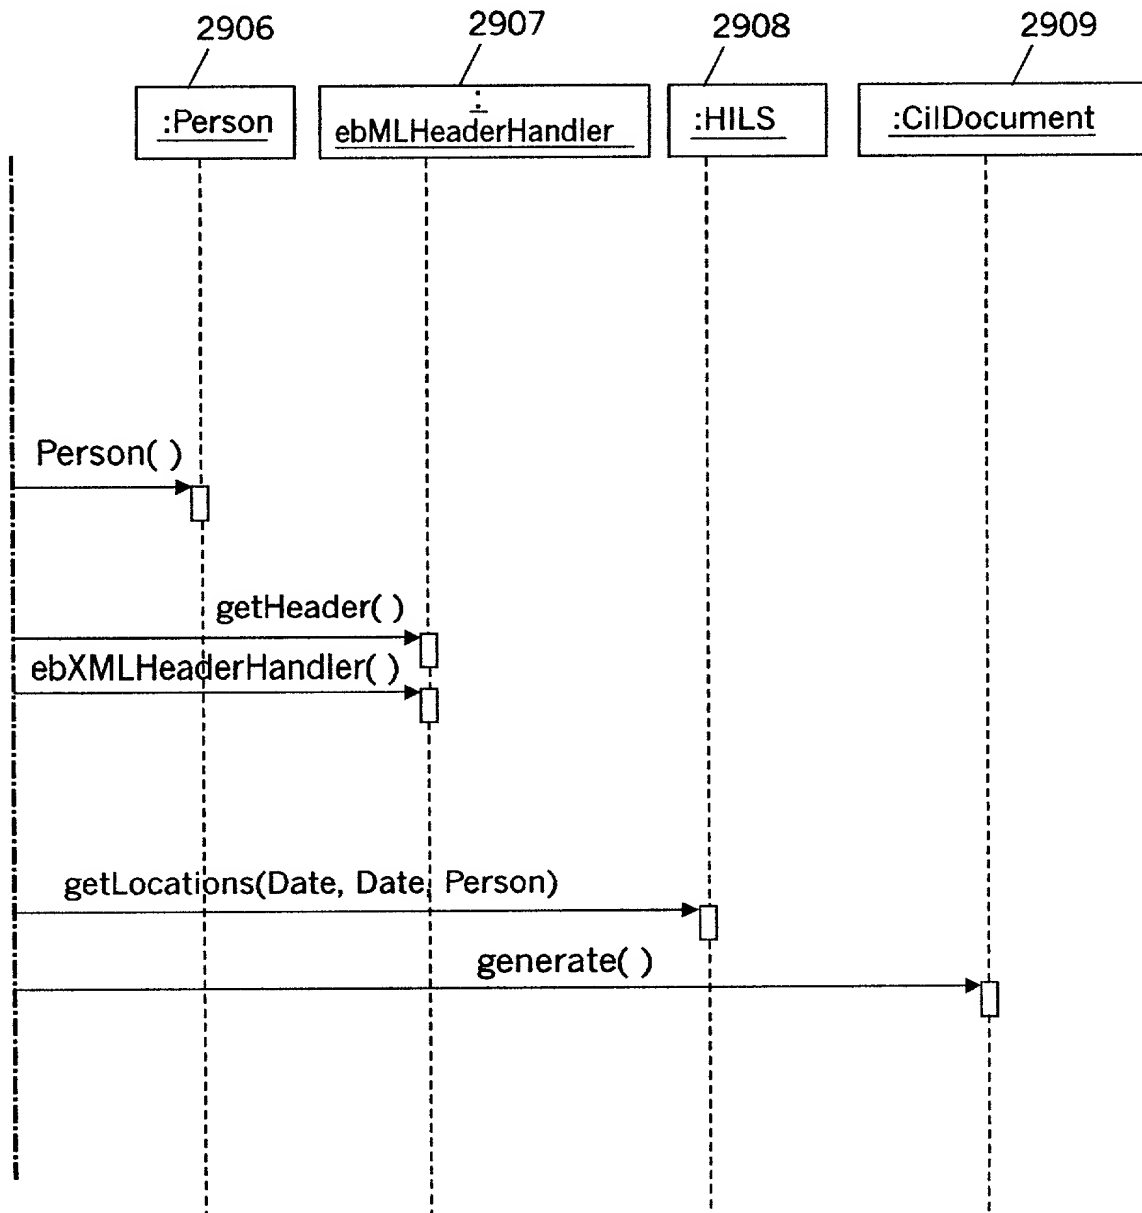 2906 2907 2908 2909
:Person
:
ebMLHeaderHandler
:HILS
:CilDocument
Person( )
getHeader( )
ebXMLHeaderHandler( )
getLocations(Date, Date, Person)
generate( )